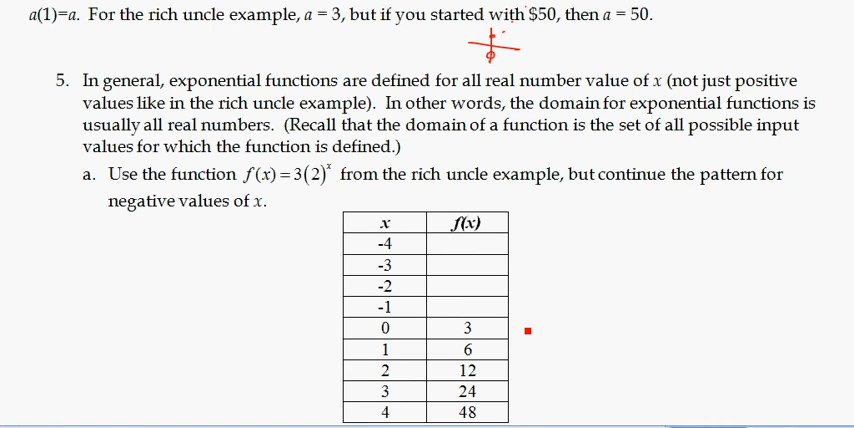 a(1)=a. For the rich uncle example, a = 3, but if you started with $50, then a = 50.
5. In general, exponential functions are defined for all real number value of x (not just positive
values like in the rich uncle example). In other words, the domain for exponential functions is
usually all real numbers. (Recall that the domain of a function is the set of all possible input
values for which the function is defined.)
a. Use the function f(x)=3(2)^x from the rich uncle example, but continue the pattern for
negative values of x.
x f(x)
-4
-3
-2
-1
0 3
1 6
2 12
3 24
4 48